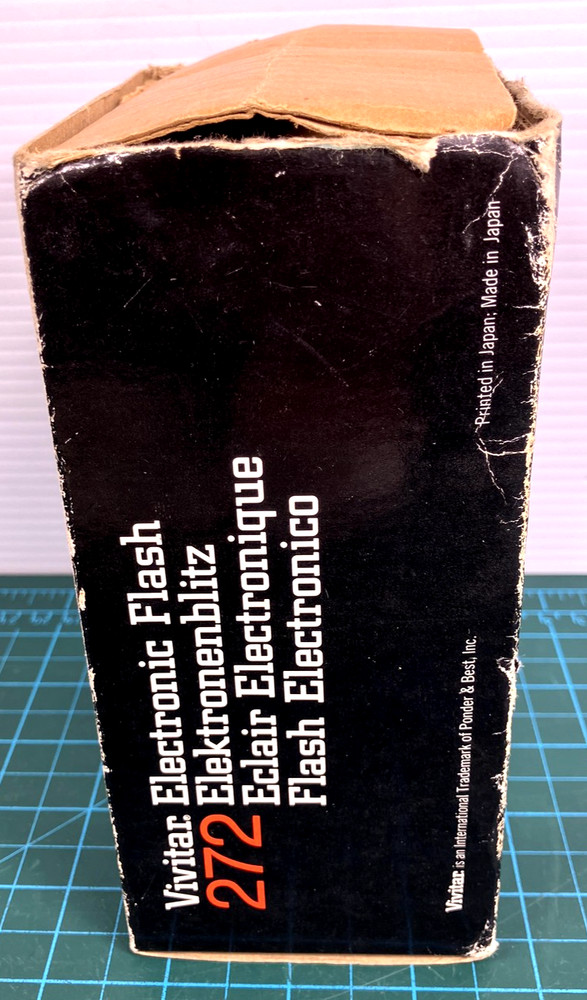 Vivitar. Electronic Flash
272 Elektronenblitz
Eclair Electronique
Flash Electronico
Vivitar. is an International Trademark of Ponder & Best, Inc.
Printed in Japan; Made in Japan